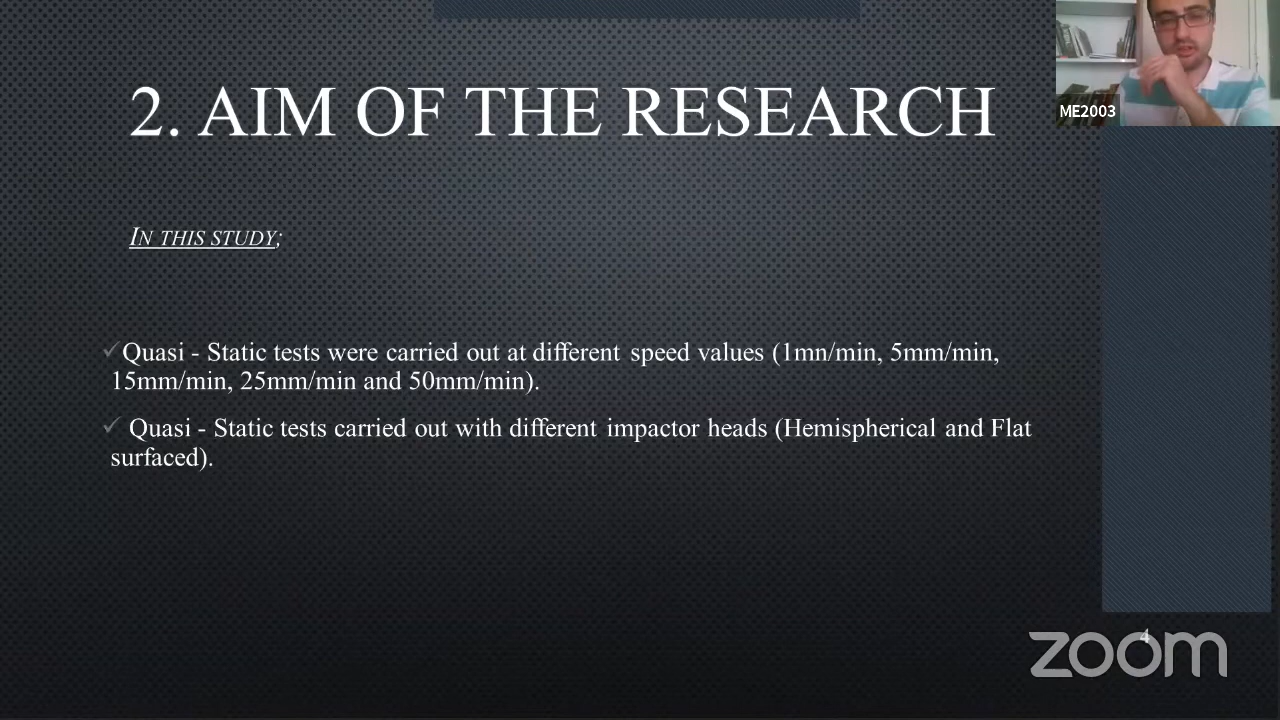 2. AIM OF THE RESEARCH
ME2003
IN THIS STUDY;
✓Quasi - Static tests were carried out at different speed values (1mn/min, 5mm/min,
15mm/min, 25mm/min and 50mm/min).
✓ Quasi - Static tests carried out with different impactor heads (Hemispherical and Flat
surfaced).
4
zoom